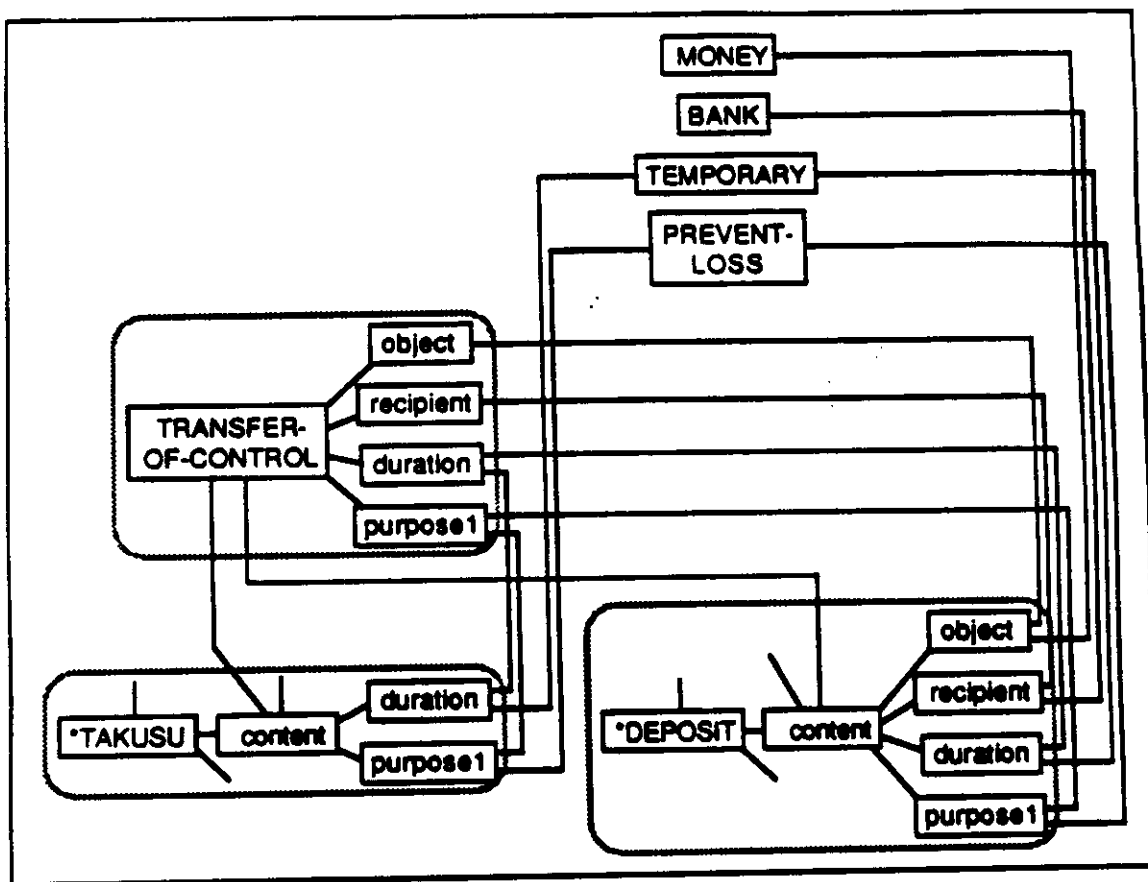 MONEY
BANK
TEMPORARY
PREVENT-
LOSS
object
recipient
TRANSFER-
OF-CONTROL
duration
purpose1
object
duration
recipient
*TAKUSU
content
*DEPOSIT
content
purpose1
duration
purpose1